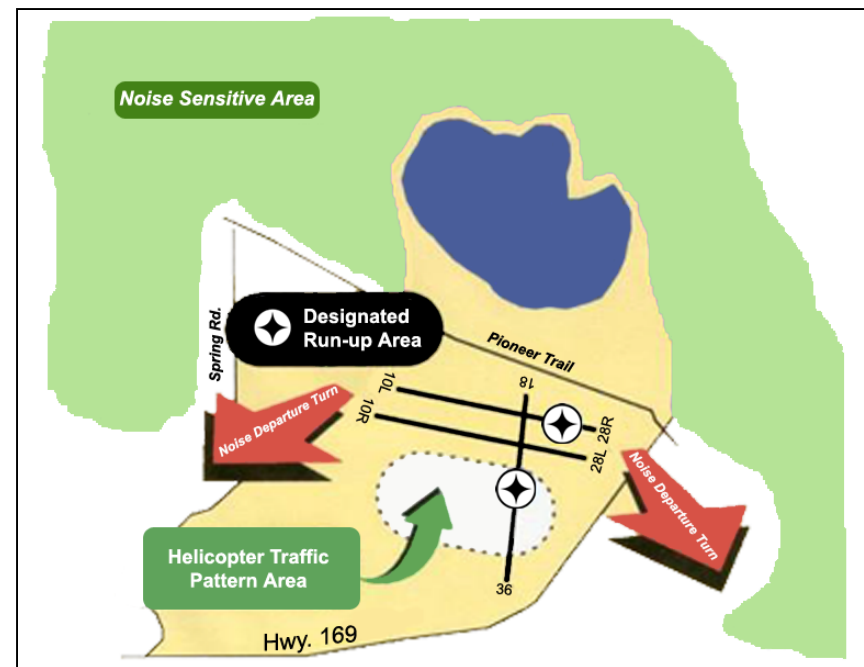 Noise Sensitive Area
Spring Rd.
Designated
Run-up Area
Pioneer Trail
Noise Departure Turn
10L
10R
18
28R
28L
Noise Departure Turn
Helicopter Traffic
Pattern Area
36
Hwy. 169